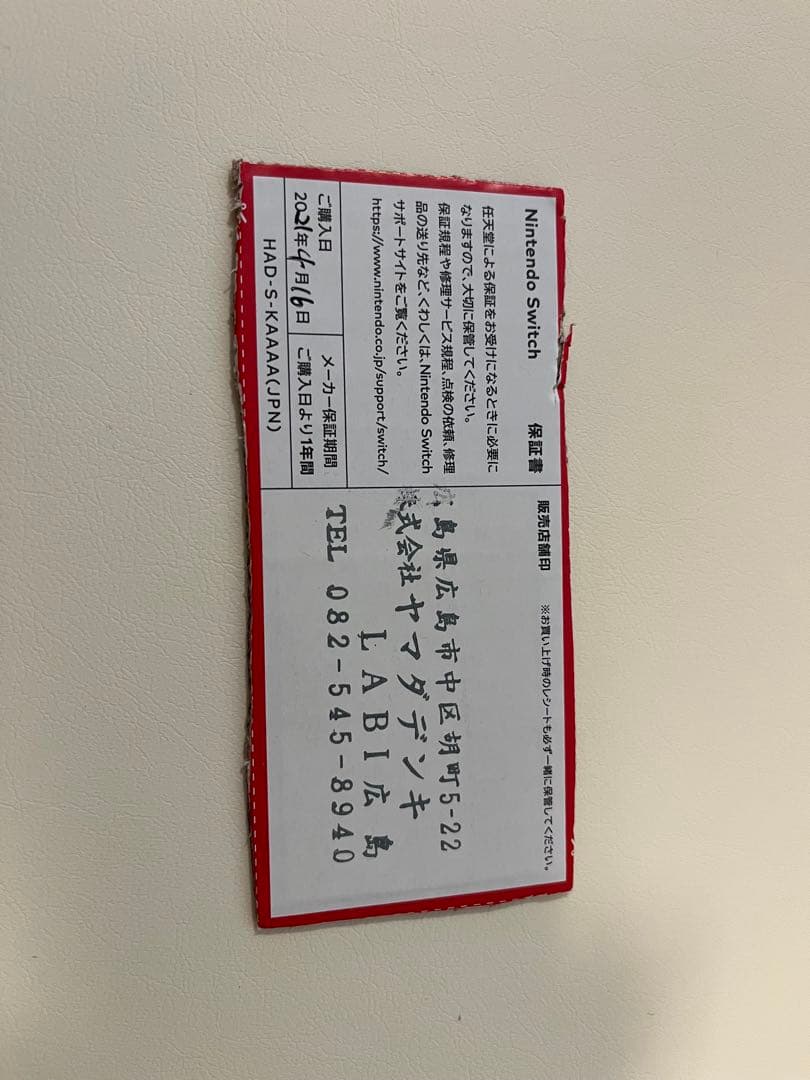 Nintendo Switch 保証書
任天堂による保証をお受けになるときに必要に
なりますので、大切に保管してください。
保証規程や修理サービス規程、点検の依頼、修理
品の送り先など、くわしくは、Nintendo Switch
サポートサイトをご覧ください。
https://www.nintendo.co.jp/support/switch/
ご購入日
2021年4月16日
メーカー保証期間
ご購入日より1年間
HAD-S-KAAAA(JPN)
販売店舗印 ※お買い上げ時のレシートも必ず一緒に保管してください。
島県広島市中区胡町5-22
式会社ヤマダデンキ
LABI広島
TEL 082-545-8940